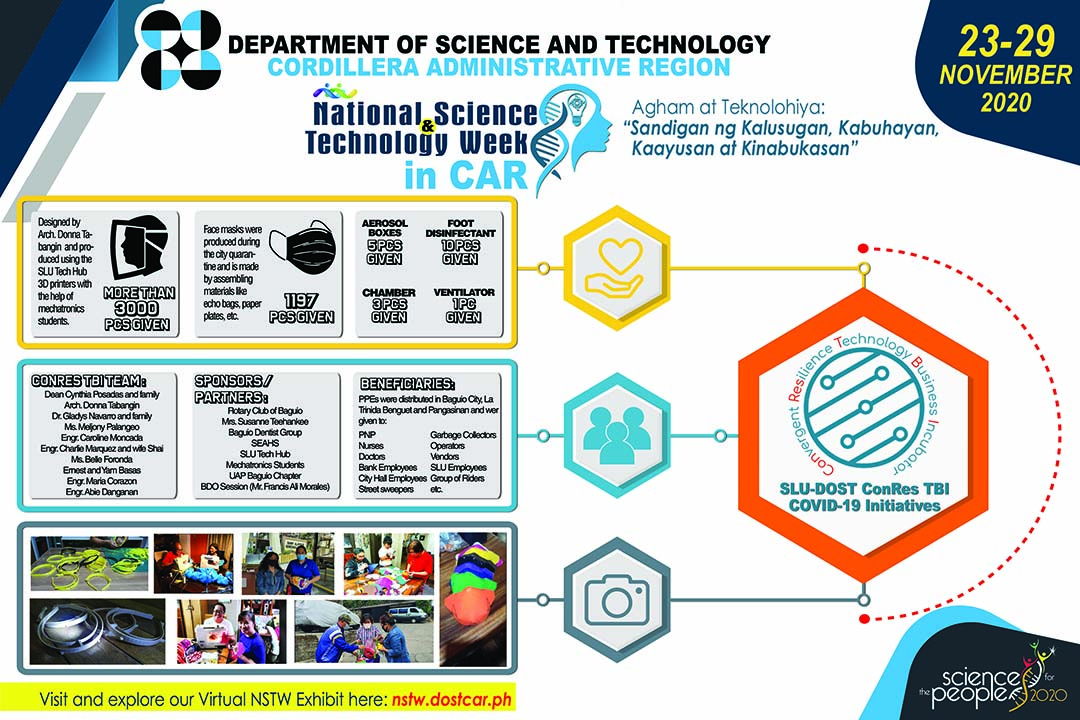 DEPARTMENT OF SCIENCE AND TECHNOLOGY
CORDILLERA ADMINISTRATIVE REGION
23-29
NOVEMBER
2020
National Science
&
Technology Week
in CAR
Agham at Teknolohiya:
“Sandigan ng Kalusugan, Kabuhayan,
Kaayusan at Kinabukasan”
Designed by
Arch. Donna Ta-
bangin and pro-
duced using the
SLU Tech Hub
3D printers with
the help of
mechatronics
students.
MORE THAN
3000
PCS GIVEN
Face masks were
produced during
the city quaran-
tine and is made
by assembling
materials like
echo bags, paper
plates, etc.
1197
PCS GIVEN
AEROSOL
BOXES
5 PCS
GIVEN
FOOT
DISINFECTANT
10 PCS
GIVEN
CHAMBER
3 PCS
GIVEN
VENTILATOR
1 PC
GIVEN
CONRES TBI TEAM:
Dean Cynthia Posadas and family
Arch. Donna Tabangin
Dr. Gladys Navarro and family
Ms. Meljony Palangeo
Engr. Caroline Moncada
Engr. Charlie Marquez and wife Shai
Ms. Belle Foronda
Ernest and Yam Basas
Engr. Maria Corazon
Engr. Abie Danganan
SPONSORS/
PARTNERS:
Rotary Club of Baguio
Mrs. Susanne Teehankee
Baguio Dentist Group
SEAHS
SLU Tech Hub
Mechatronics Students
UAP Baguio Chapter
BDO Session (Mr. Francis Ali Morales)
BENEFICIARIES:
PPEs were distributed in Baguio City, La
Trinida Benguet and Pangasinan and wer
given to:
PNP
Nurses
Doctors
Bank Employees
City Hall Employees
Street sweepers
Garbage Collectors
Operators
Vendors
SLU Employees
Group of Riders
etc.
Convergent Resilience Technology Business Incubator
SLU-DOST ConRes TBI
COVID-19 Initiatives
Visit and explore our Virtual NSTW Exhibit here: nstw.dostcar.ph
science for
the people 2020